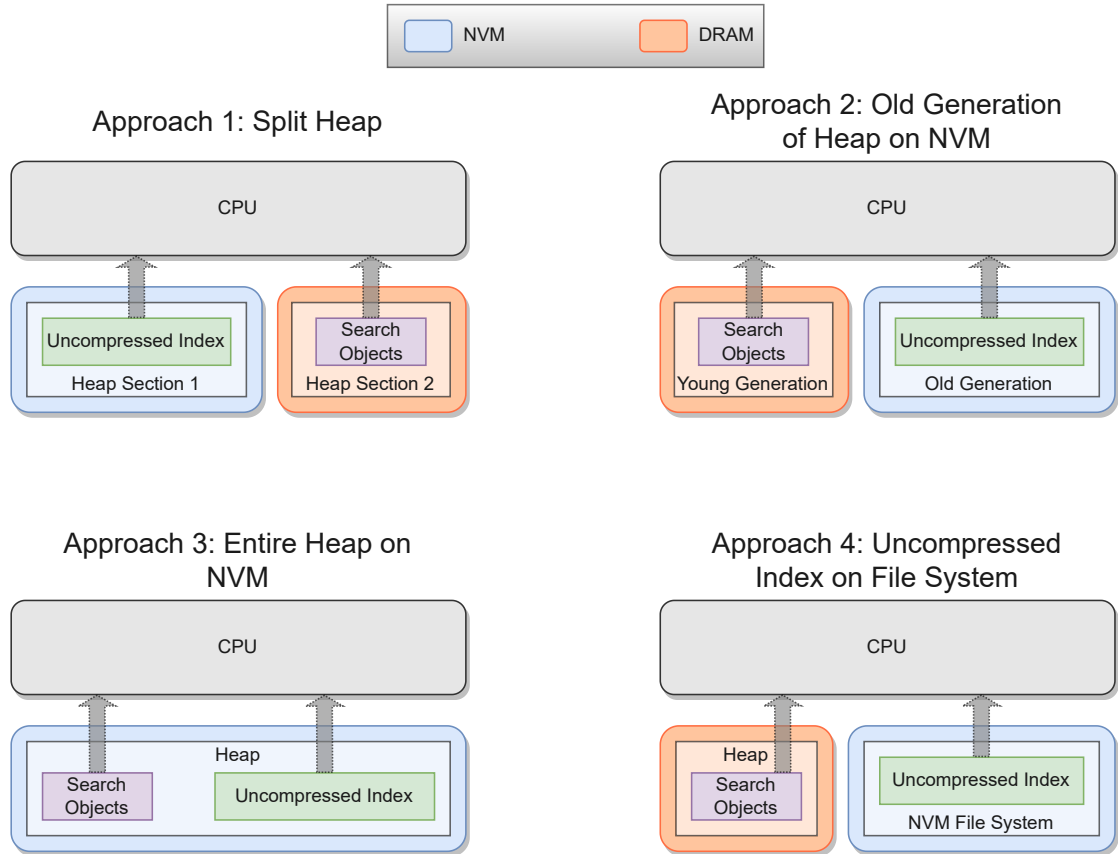 NVM
DRAM
Approach 1: Split Heap
CPU
Uncompressed Index
Heap Section 1
Search
Objects
Heap Section 2
Approach 2: Old Generation
of Heap on NVM
CPU
Search
Objects
Young Generation
Uncompressed Index
Old Generation
Approach 3: Entire Heap on
NVM
CPU
Heap
Search
Objects
Uncompressed Index
Approach 4: Uncompressed
Index on File System
CPU
Heap
Search
Objects
Uncompressed Index
NVM File System